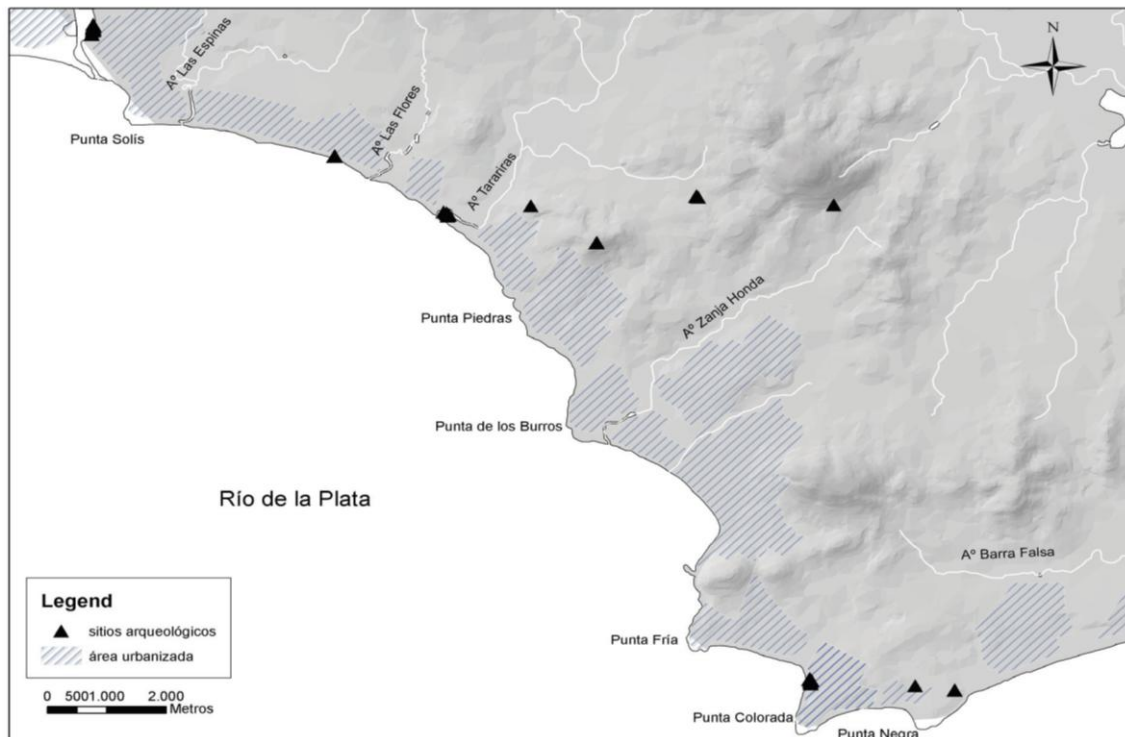 N
Aº Las Espinas
Punta Solís
Aº Las Flores
Aº Tarariras
Punta Piedras
Aº Zanja Honda
Punta de los Burros
Río de la Plata
Aº Barra Falsa
Punta Fría
Punta Colorada
Punta Negra
Legend
sitios arqueológicos
área urbanizada
0 5001.000 2.000
Metros